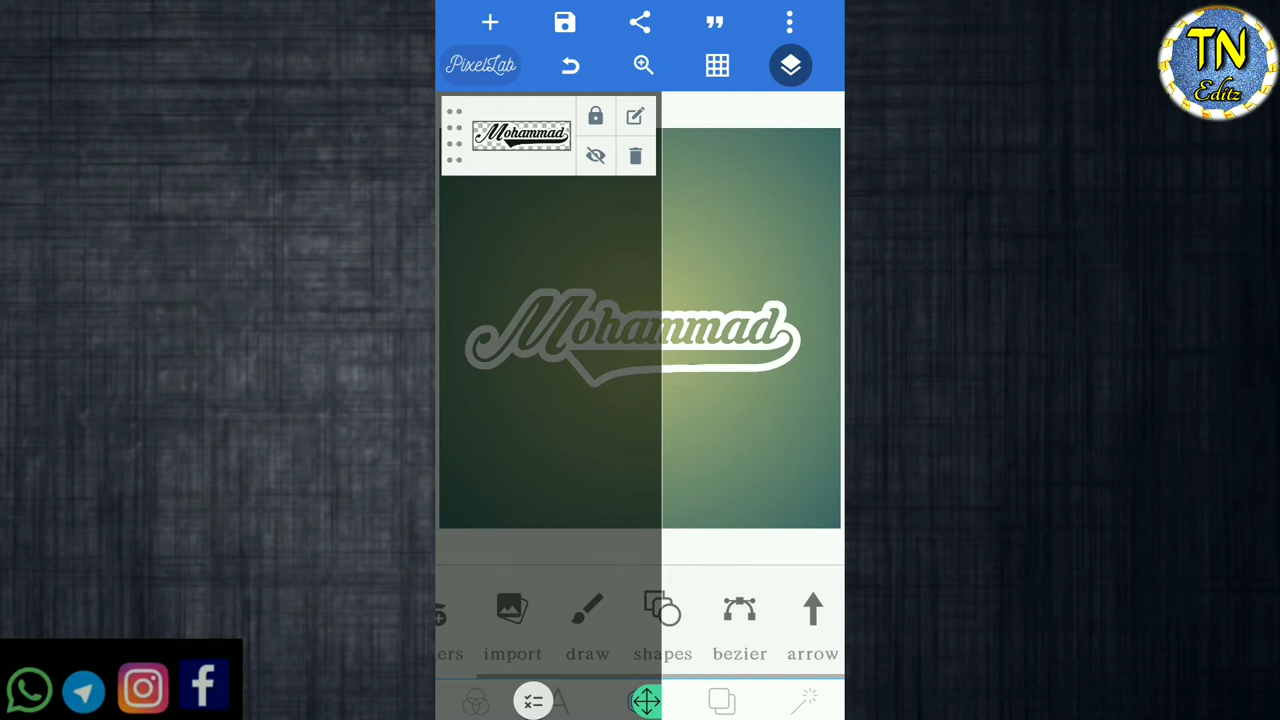 TN
Editz
PixelLab
Mohammad
Mohammad
ers
import
draw
shapes
bezier
arrow